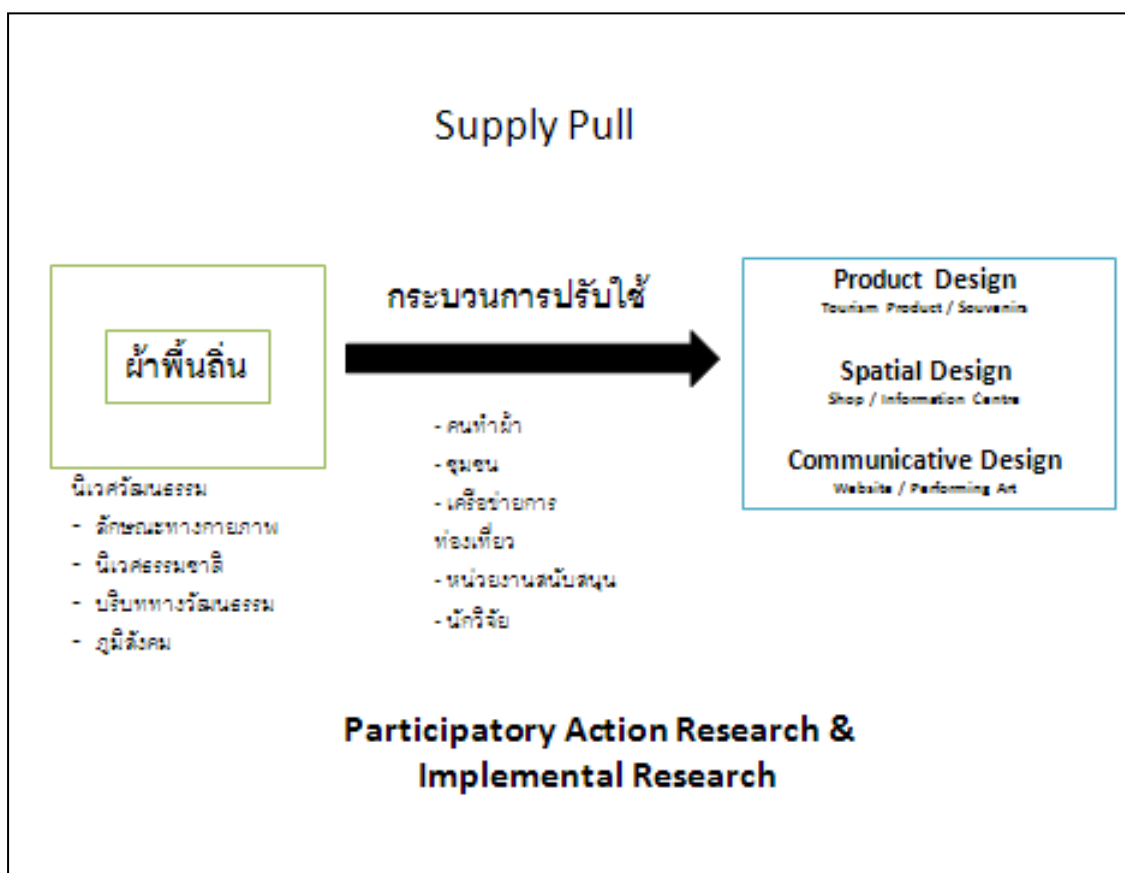 Supply Pull
ผ้าพื้นถิ่น
นิเวศวัฒนธรรม
- ลักษณะทางกายภาพ
- นิเวศธรรมชาติ
- บริบททางวัฒนธรรม
- ภูมิสังคม
กระบวนการปรับใช้
- คนทำผ้า
- ชุมชน
- เครือข่ายการ
ท่องเที่ยว
- หน่วยงานสนับสนุน
- นักวิจัย
Product Design
Tourism Product / Souvenirs
Spatial Design
Shop / Information Centre
Communicative Design
Website / Performing Art
Participatory Action Research &
Implemental Research